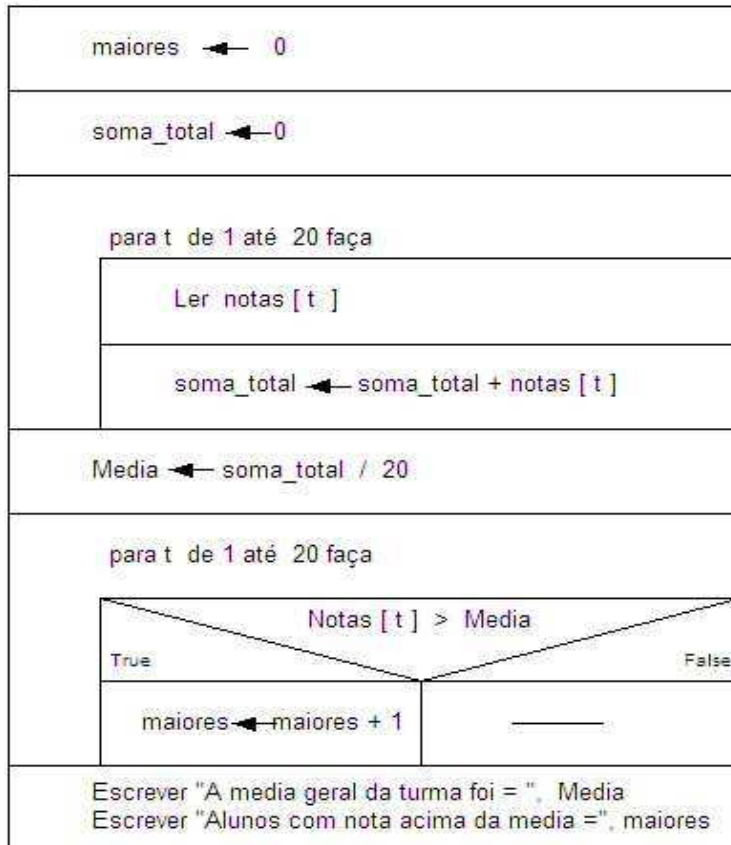 maiores 0
soma_total 0
para t de 1 até 20 faça
Ler notas [ t ]
soma_total soma_total + notas [ t ]
Media soma_total / 20
para t de 1 até 20 faça
Notas [ t ] > Media
True False
maiores maiores + 1
Escrever "A media geral da turma foi = ", Media
Escrever "Alunos com nota acima da media =", maiores